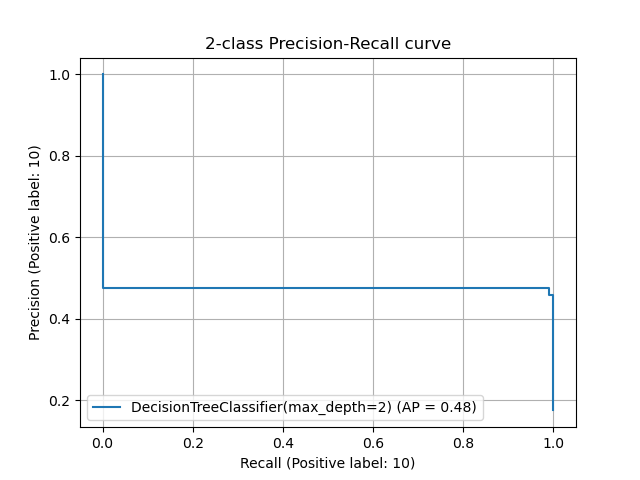 2-class Precision-Recall curve
1.0
0.8
0.6
0.4
0.2
Precision (Positive label: 10)
DecisionTreeClassifier(max_depth=2) (AP = 0.48)
0.0 0.2 0.4 0.6 0.8 1.0
Recall (Positive label: 10)